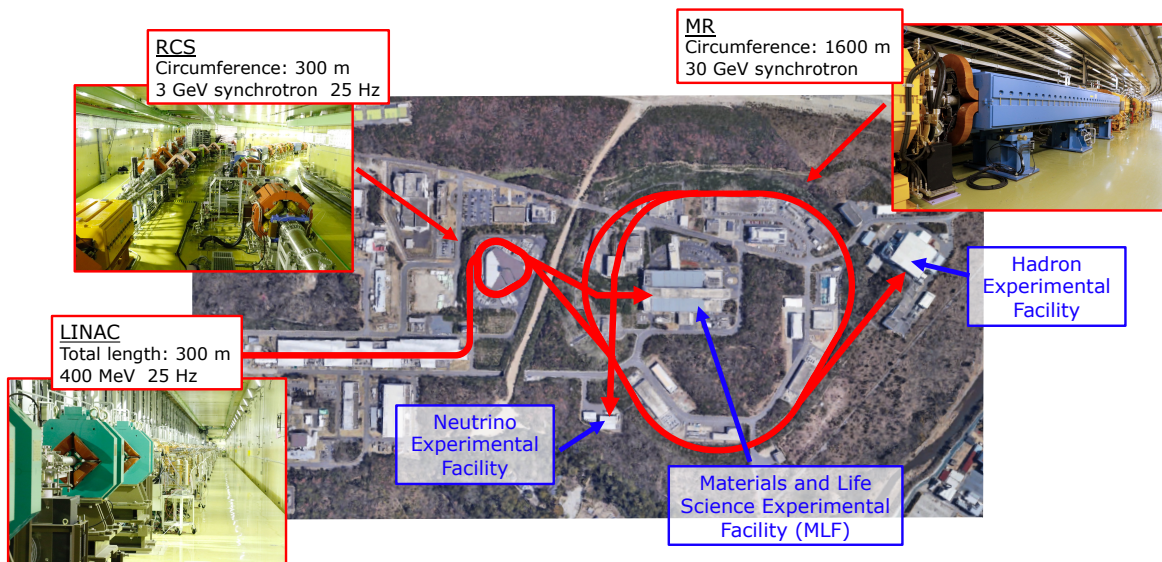 RCS
Circumference: 300 m
3 GeV synchrotron  25 Hz
MR
Circumference: 1600 m
30 GeV synchrotron
Hadron
Experimental
Facility
LINAC
Total length: 300 m
400 MeV  25 Hz
Neutrino
Experimental
Facility
Materials and Life
Science Experimental
Facility (MLF)